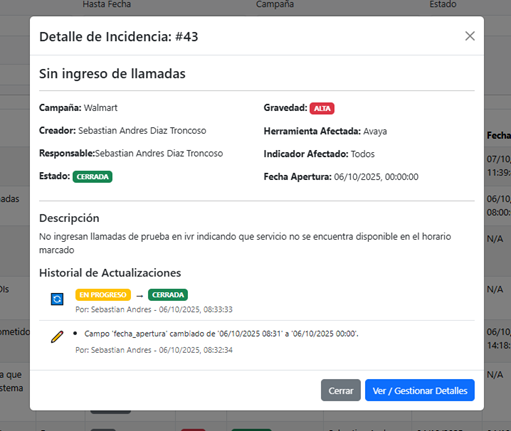 Hasta Fecha Campaña Estado
Detalle de Incidencia: #43
Sin ingreso de llamadas
Campaña: Walmart Gravedad: ALTA
Creador: Sebastian Andres Diaz Troncoso Herramienta Afectada: Avaya
Responsable:Sebastian Andres Diaz Troncoso Indicador Afectado: Todos
Estado: CERRADA Fecha Apertura: 06/10/2025, 00:00:00
Descripción
No ingresan llamadas de prueba en ivr indicando que servicio no se encuentra disponible en el horario
marcado
Historial de Actualizaciones
EN PROGRESO → CERRADA
Por: Sebastian Andres - 06/10/2025, 08:33:33
• Campo 'fecha_apertura' cambiado de '06/10/2025 08:31' a '06/10/2025 00:00'.
Por: Sebastian Andres - 06/10/2025, 08:32:34
Cerrar Ver / Gestionar Detalles
Fecha
07/10/
11:39:
06/10/
08:00:
N/A
N/A
06/10/
14:18:
N/A